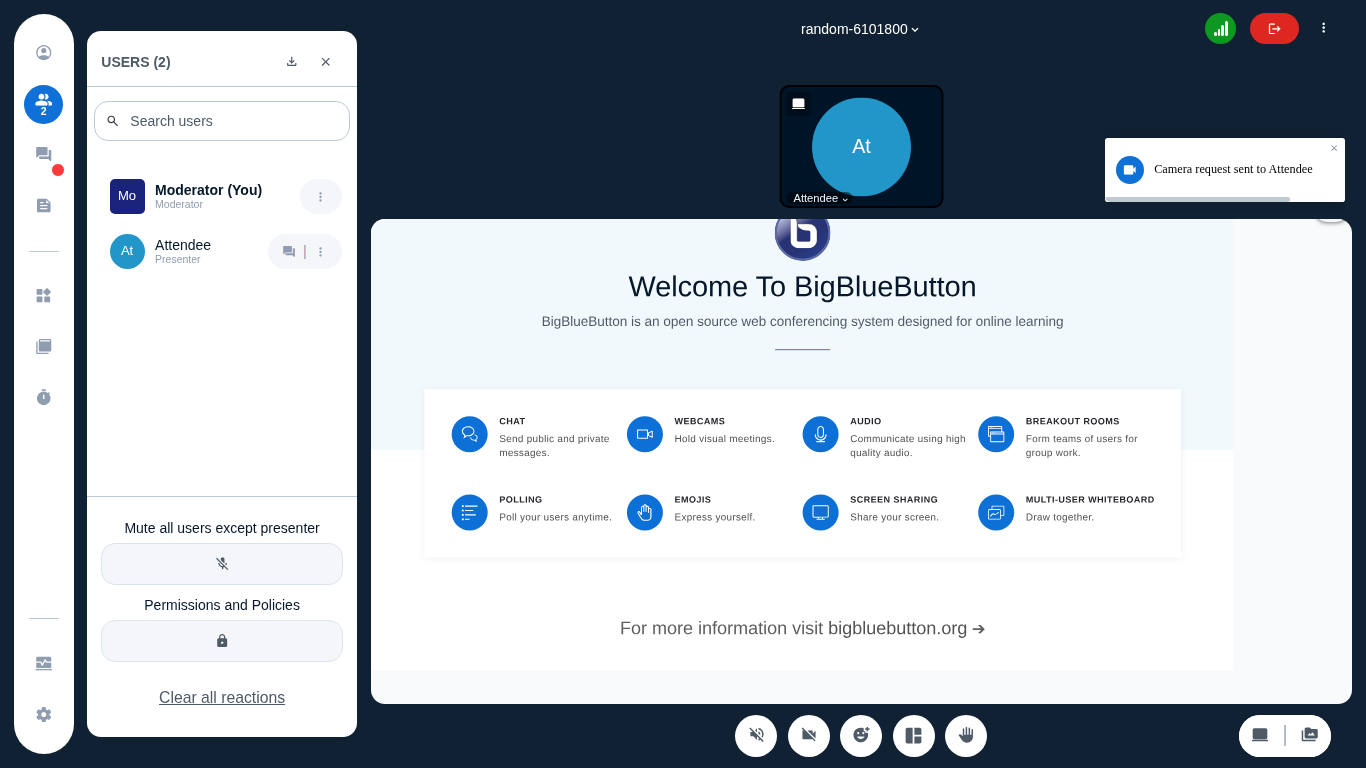 random-6101800
USERS (2)
2
Search users
Mo
Moderator (You)
Moderator
At
Attendee
Presenter
Mute all users except presenter
Permissions and Policies
Clear all reactions
At
Attendee
Camera request sent to Attendee
Welcome To BigBlueButton
BigBlueButton is an open source web conferencing system designed for online learning
CHAT
Send public and private
messages.
WEBCAMS
Hold visual meetings.
AUDIO
Communicate using high
quality audio.
BREAKOUT ROOMS
Form teams of users for
group work.
POLLING
Poll your users anytime.
EMOJIS
Express yourself.
SCREEN SHARING
Share your screen.
MULTI-USER WHITEBOARD
Draw together.
For more information visit bigbluebutton.org ➔